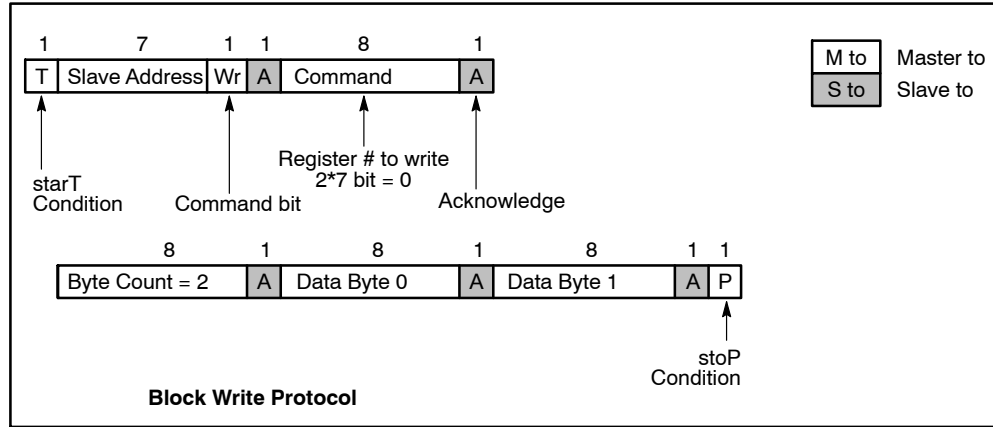 1 7 1 1 8 1
T Slave Address Wr A Command A
M to Master to
S to Slave to
starT
Condition
Command bit
Register # to write
2*7 bit = 0
Acknowledge
8 1 8 1 8 1 1
Byte Count = 2 A Data Byte 0 A Data Byte 1 A P
stoP
Condition
Block Write Protocol